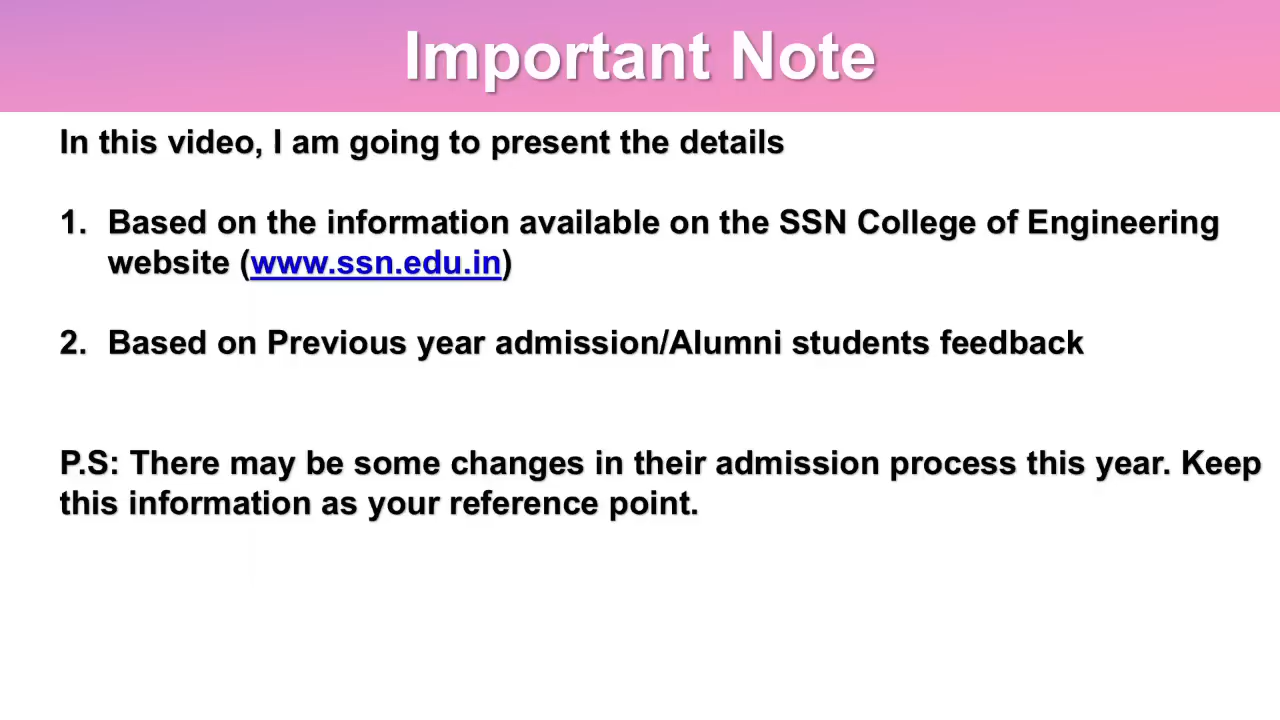 Important Note
In this video, I am going to present the details
1. Based on the information available on the SSN College of Engineering
website (www.ssn.edu.in)
2. Based on Previous year admission/Alumni students feedback
P.S: There may be some changes in their admission process this year. Keep
this information as your reference point.